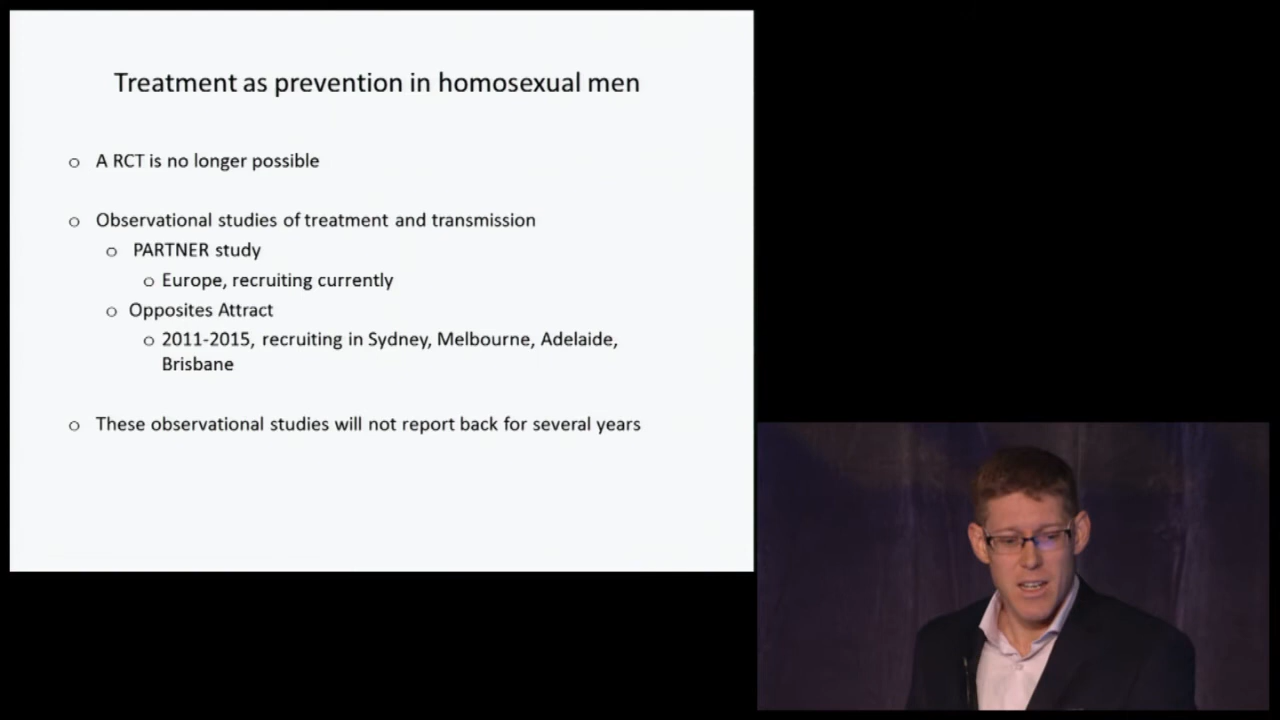 Treatment as prevention in homosexual men
o A RCT is no longer possible
o Observational studies of treatment and transmission
o PARTNER study
o Europe, recruiting currently
o Opposites Attract
o 2011-2015, recruiting in Sydney, Melbourne, Adelaide,
Brisbane
o These observational studies will not report back for several years